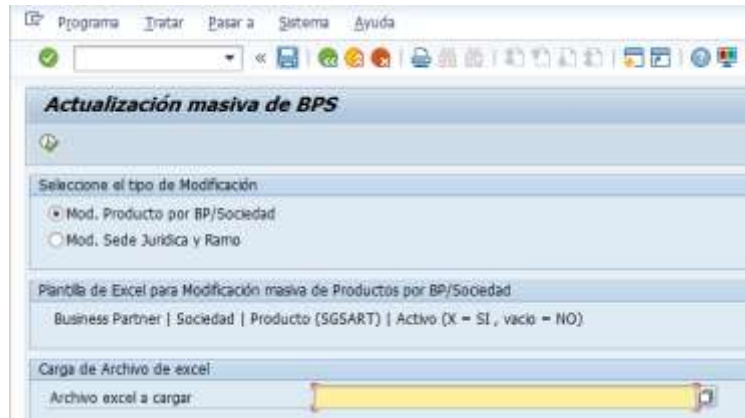 Programa Tratar Pasar a Sistema Ayuda
Actualización masiva de BPS
Seleccione el tipo de Modificación
Mod. Producto por BP/Sociedad
Mod. Sede Juridica y Ramo
Plantilla de Excel para Modificación masiva de Productos por BP/Sociedad
Business Partner | Sociedad | Producto (SGSART) | Activo (X = SI , vacio = NO)
Carga de Archivo de excel
Archivo excel a cargar